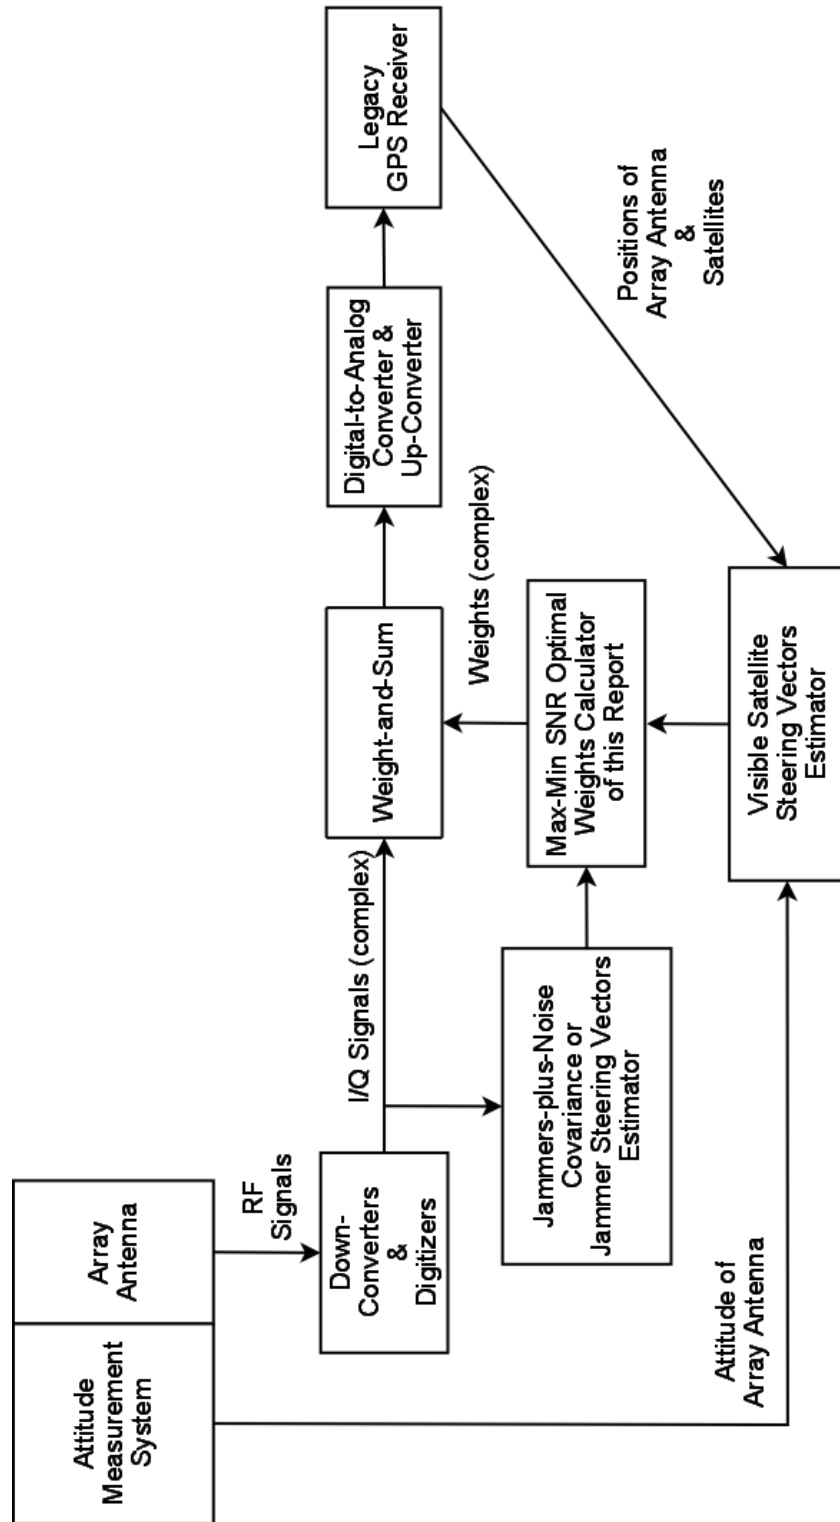 Attitude
Measurement
System
Array
Antenna
RF
Signals
Down-
Converters
&
Digitizers
I/Q Signals (complex)
Weight-and-Sum
Digital-to-Analog
Converter &
Up-Converter
Legacy
GPS Receiver
Jammers-plus-Noise
Covariance or
Jammer Steering Vectors
Estimator
Max-Min SNR Optimal
Weights Calculator
of this Report
Weights (complex)
Positions of
Array Antenna
&
Satellites
Attitude of
Array Antenna
Visible Satellite
Steering Vectors
Estimator